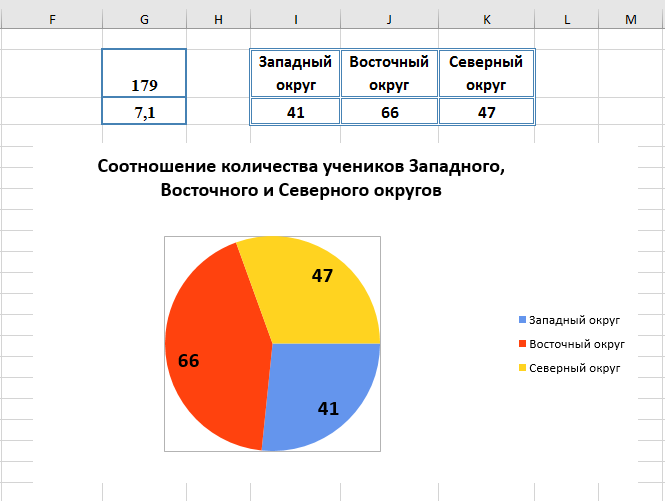 F G H I J K L M
Западный Восточный Северный
179 округ округ округ
7,1 41 66 47
Соотношение количества учеников Западного,
Восточного и Северного округов
47
66
41
Западный округ
Восточный округ
Северный округ